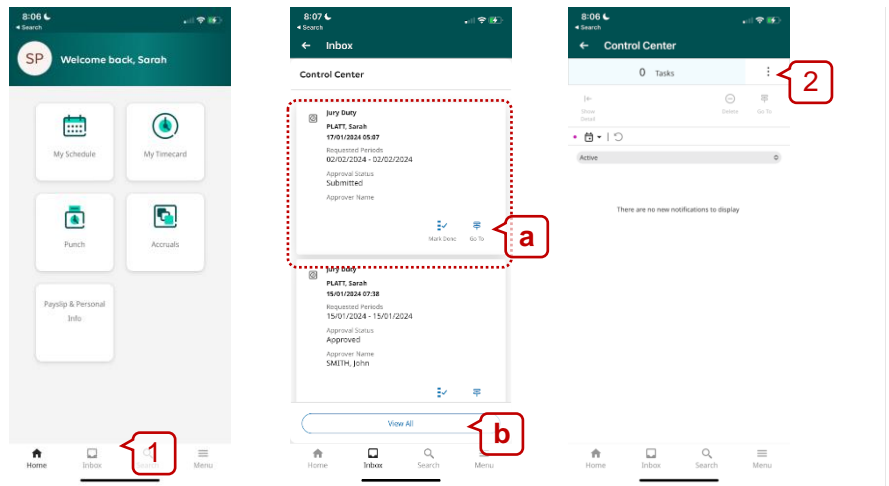 8:06
Search
SP
Welcome back, Sarah
My Schedule
My Timecard
Punch
Accruals
Payslip & Personal
Info
1
Home
Inbox
Menu
8:07
Search
Inbox
Control Center
Jury Duty
PLATT, Sarah
17/01/2024 05:07
Requested Periods
02/02/2024 - 02/02/2024
Approval Status
Submitted
Approver Name
Mark Done
Go To
a
Jury Duty
PLATT, Sarah
15/01/2024 07:38
Requested Periods
15/01/2024 - 15/01/2024
Approval Status
Approved
Approver Name
SMITH, John
View All
b
Home
Inbox
Search
Menu
8:06
Search
Control Center
0 Tasks
2
Show
Detail
Delete
Go To
Active
There are no new notifications to display
Home
Inbox
Search
Menu